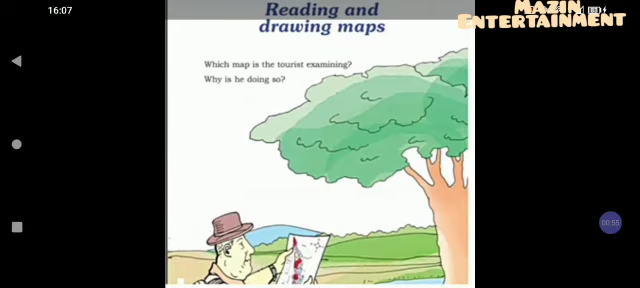 16:07
MAZIN
ENTERTAINMENT
Reading and
drawing maps
Which map is the tourist examining?
Why is he doing so?
00:55